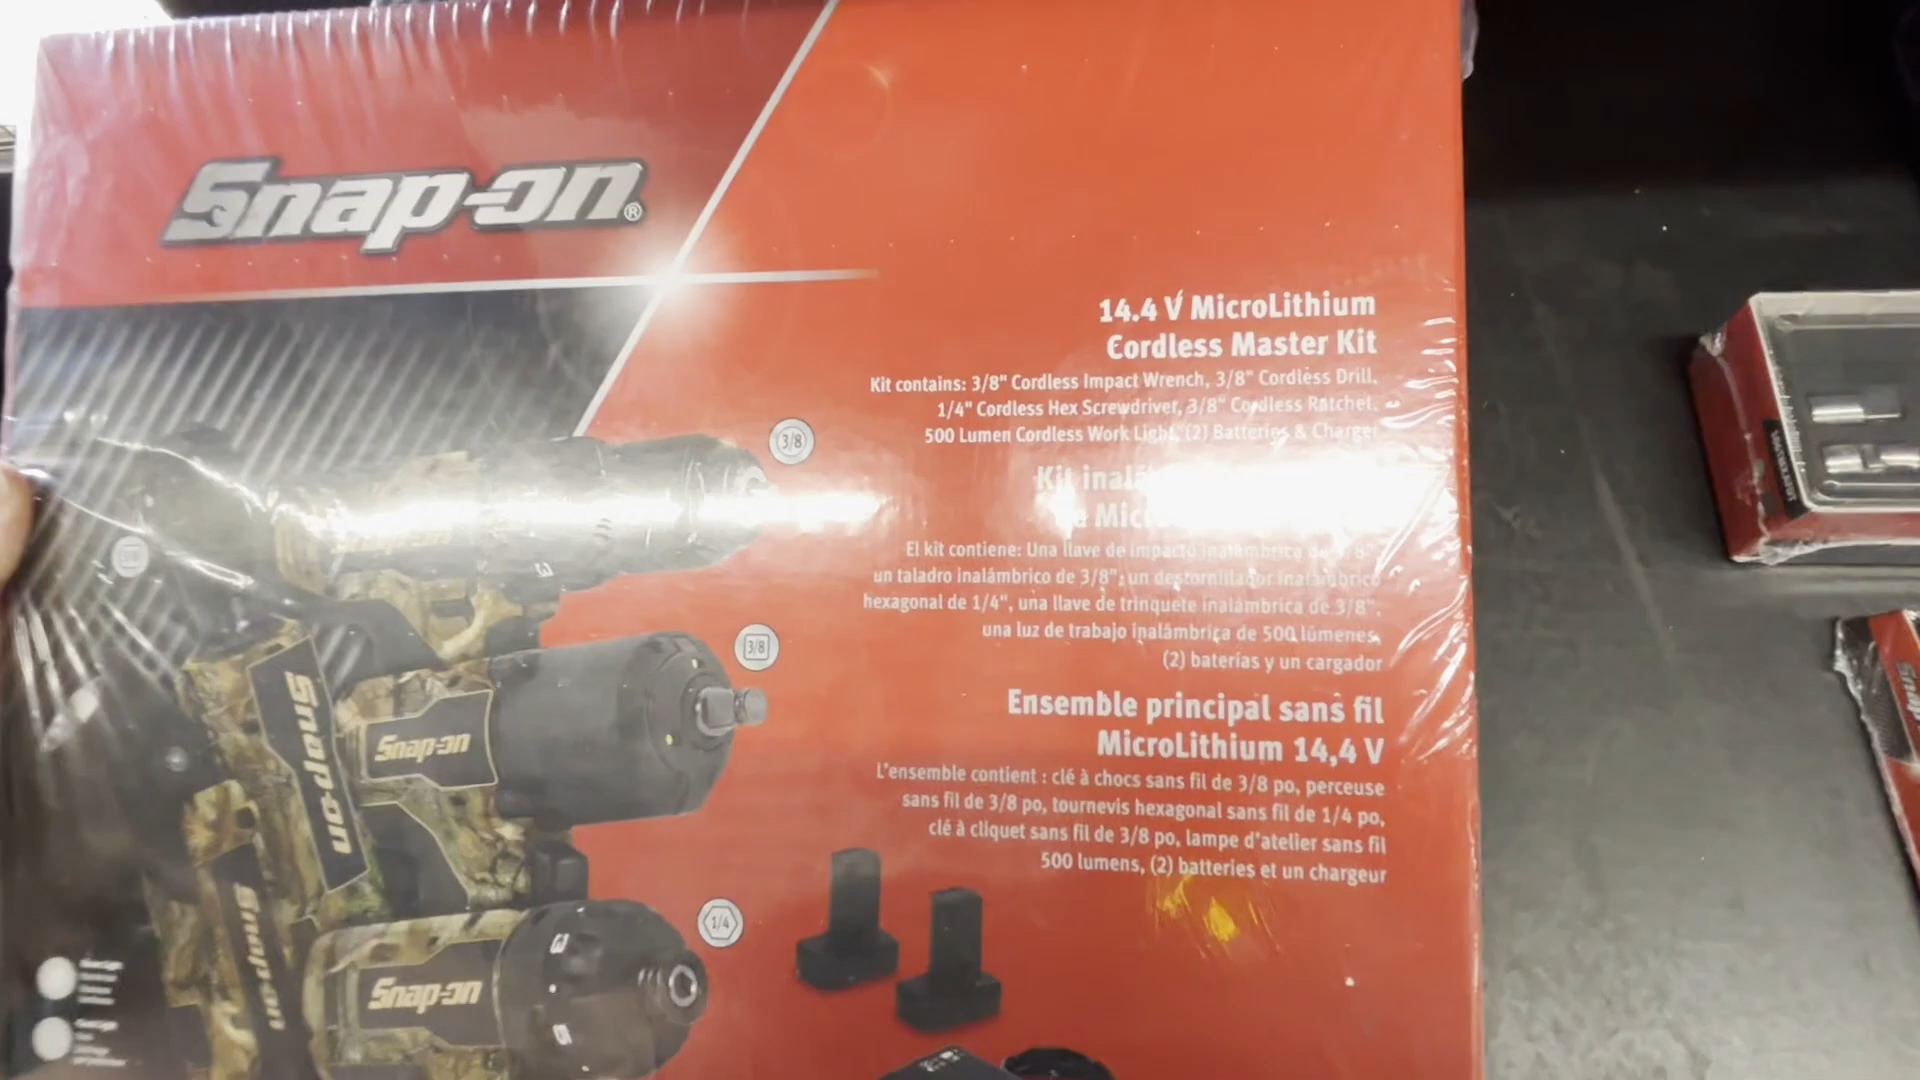 Snap-on®
14.4 V MicroLithium
Cordless Master Kit
Kit contains: 3/8" Cordless Impact Wrench, 3/8" Cordless Drill,
1/4" Cordless Hex Screwdriver, 3/8" Cordless Ratchet,
500 Lumen Cordless Work Light, (2) Batteries & Charger
Kit
El kit contiene: Una llave de impacto inalámbrica de 3/8",
un taladro inalámbrico de 3/8", un destornillador inalámbrico
hexagonal de 1/4", una llave de trinquete inalámbrica de 3/8",
una luz de trabajo inalámbrica de 500 lúmenes,
(2) baterías y un cargador
Ensemble principal sans fil
MicroLithium 14,4 V
L'ensemble contient : clé à chocs sans fil de 3/8 po, perceuse
sans fil de 3/8 po, tournevis hexagonal sans fil de 1/4 po,
clé à cliquet sans fil de 3/8 po, lampe d'atelier sans fil
500 lumens, (2) batteries et un chargeur
3/8
Snap-on
3/8
Snap-on
Snap-on
1/4
Snap-on
Snap-on